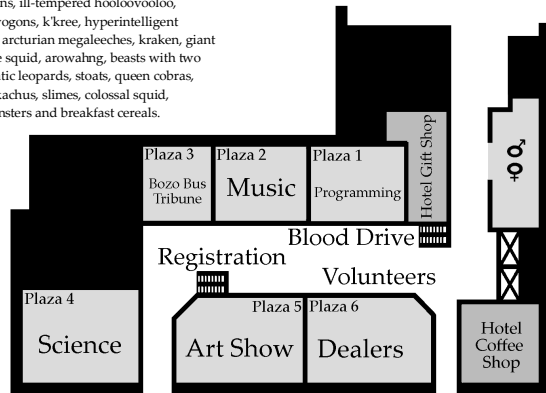 ns, ill-tempered hooloovooloo,
ogons, k'kree, hyperintelligent
arcturian megaleeches, kraken, giant
e squid, arowahng, beasts with two
tic leopards, stoats, queen cobras,
kachus, slimes, colossal squid,
nsters and breakfast cereals.
Hotel Gift Shop
Plaza 3
Bozo Bus
Tribune
Plaza 2
Music
Plaza 1
Programming
Blood Drive
Registration
Volunteers
Plaza 4
Science
Plaza 5
Art Show
Plaza 6
Dealers
Hotel
Coffee
Shop